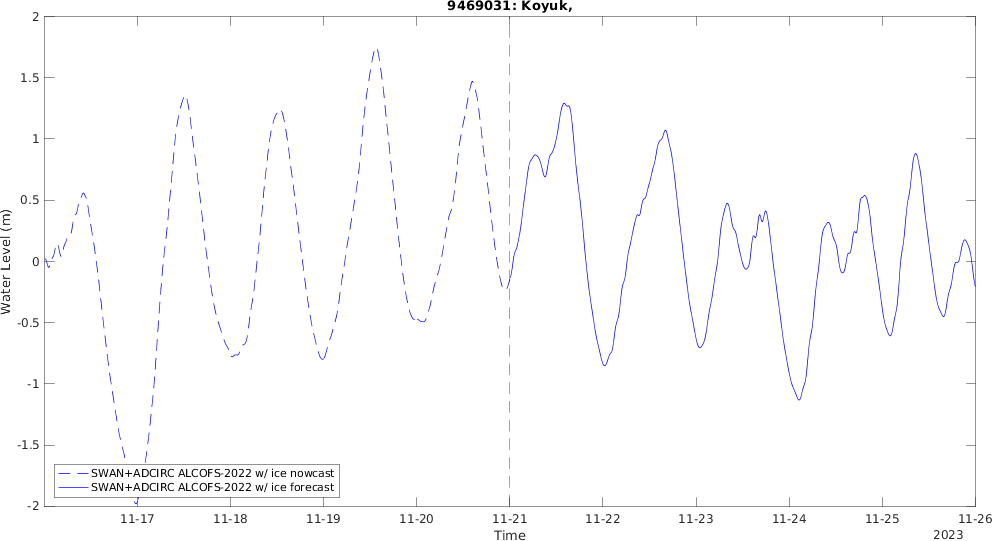 9469031: Koyuk,
2
1.5
1
0.5
0
-0.5
-1
-1.5
-2
Water Level (m)
SWAN+ADCIRC ALCOFS-2022 w/ ice nowcast
SWAN+ADCIRC ALCOFS-2022 w/ ice forecast
11-17 11-18 11-19 11-20 11-21 11-22 11-23 11-24 11-25 11-26
Time
2023